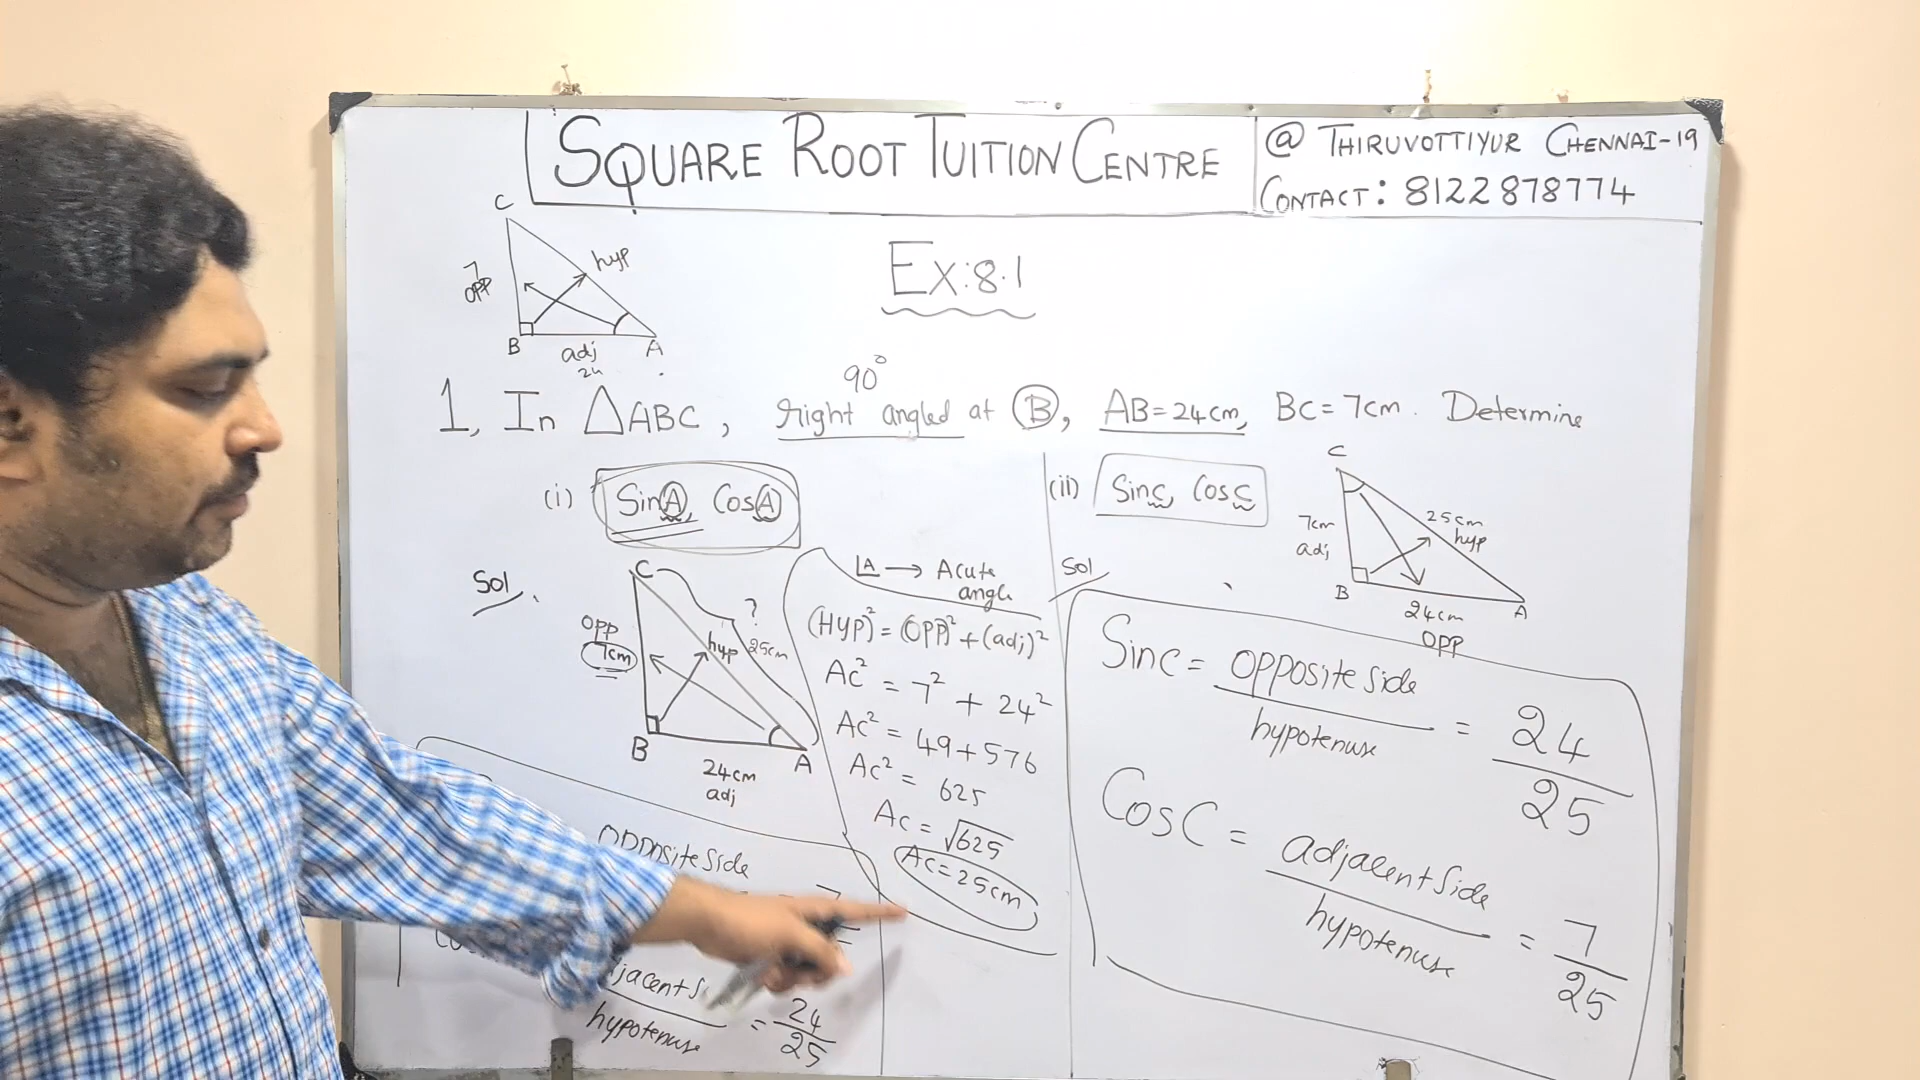 SQUARE ROOT TUITION CENTRE
@ THIRUVOTTIYUR CHENNAI-19
CONTACT: 8122878774
C
7
opp
hyp
B
adj
24
A
Ex:8.1
90°
1, In △ABC, right angled at B, AB=24cm, BC=7cm. Determine
(i) SinA, CosA
(ii) Sinc, Cosc
Sol
C
opp
7cm
hyp
?
25cm
B
24cm
adj
A
∠A → Acute
angle
(Hyp)² = (OPP)² + (adj)²
Ac² = 7² + 24²
Ac² = 49+576
Ac² = 625
Ac = √625
Ac=25cm
opposite side
7
adjacent
hypotenuse
= 24/25
Sol
C
7cm
adj
25cm
hyp
B
24cm
opp
A
Sinc = opposite side / hypotenuse = 24/25
CosC = adjacent side / hypotenuse = 7/25